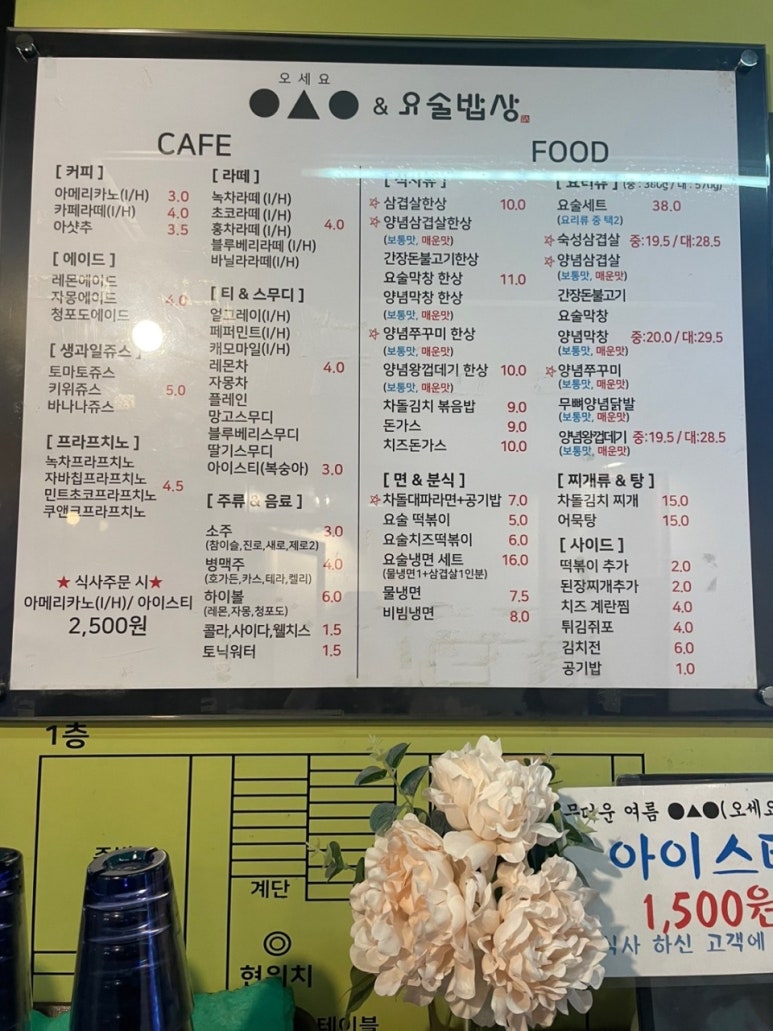 오세요
●▲● & 요술밥상
CAFE
[ 커피 ]
아메리카노(I/H) 3.0
카페라떼(I/H) 4.0
아샷추 3.5
[ 에이드 ]
레몬에이드
자몽에이드 4.0
청포도에이드
[ 생과일쥬스 ]
토마토쥬스
키위쥬스 5.0
바나나쥬스
[ 프라프치노 ]
녹차프라프치노
자바칩프라프치노 4.5
민트초코프라프치노
쿠앤크프라프치노
★ 식사주문 시★
아메리카노(I/H)/ 아이스티
2,500원
[ 라떼 ]
녹차라떼 (I/H)
초코라떼 (I/H)
홍차라떼 (I/H) 4.0
블루베리라떼 (I/H)
바닐라라떼(I/H)
[ 티 & 스무디 ]
얼그레이(I/H)
페퍼민트(I/H)
캐모마일(I/H)
레몬차 4.0
자몽차
플레인
망고스무디
블루베리스무디
딸기스무디
아이스티(복숭아) 3.0
[ 주류 & 음료 ]
소주 3.0
(참이슬,진로,새로,제로2)
병맥주 4.0
(호가든,카스,테라,켈리)
하이볼 6.0
(레몬,자몽,청포도)
콜라,사이다,웰치스 1.5
토닉워터 1.5
FOOD
[ 식사류 ]
☆ 삼겹살한상 10.0
☆ 양념삼겹살한상
(보통맛, 매운맛)
간장돈불고기한상
요술막창 한상 11.0
양념막창 한상
(보통맛, 매운맛)
☆ 양념쭈꾸미 한상
(보통맛, 매운맛)
양념왕껍데기 한상 10.0
(보통맛, 매운맛)
차돌김치 볶음밥 9.0
돈가스 9.0
치즈돈가스 10.0
[ 면 & 분식 ]
☆ 차돌대파라면+공기밥 7.0
요술 떡볶이 5.0
요술치즈떡볶이 6.0
요술냉면 세트 16.0
(물냉면1+삼겹살1인분)
물냉면 7.5
비빔냉면 8.0
[ 요리류 ] (중 : 380g / 대 : 570g)
요술세트 38.0
(요리류 중 택2)
☆ 숙성삼겹살 중:19.5 / 대:28.5
☆ 양념삼겹살
(보통맛, 매운맛)
간장돈불고기
요술막창
양념막창 중:20.0 / 대:29.5
(보통맛, 매운맛)
☆ 양념쭈꾸미
(보통맛, 매운맛)
무뼈양념닭발
(보통맛, 매운맛)
양념왕껍데기 중:19.5 / 대:28.5
(보통맛, 매운맛)
[ 찌개류 & 탕 ]
차돌김치 찌개 15.0
어묵탕 15.0
[ 사이드 ]
떡볶이 추가 2.0
된장찌개추가 2.0
치즈 계란찜 4.0
튀김쥐포 4.0
김치전 6.0
공기밥 1.0
1층
계단
◎
현위치
테이블
무더운 여름 ●▲●(오세요
아이스티
1,500원
식사 하신 고객에